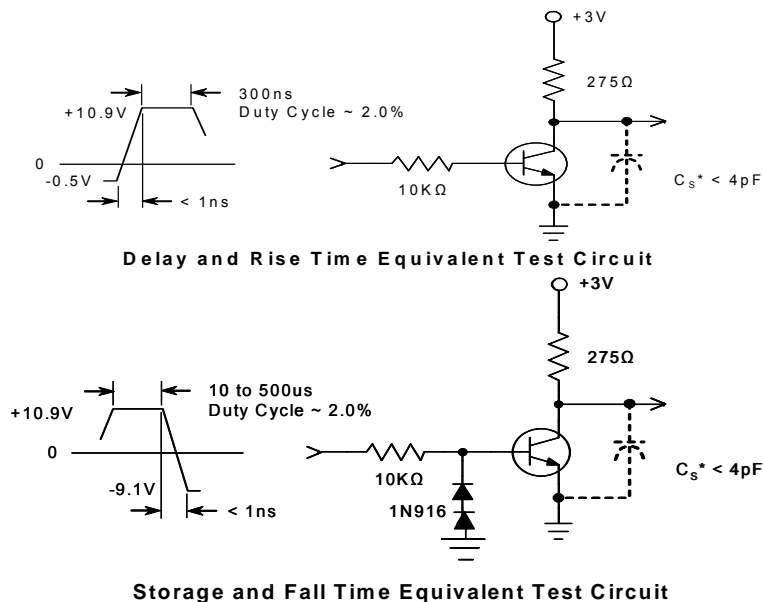 +3V
300ns
Duty Cycle ~ 2.0%
+10.9V
275Ω
0
-0.5V
< 1ns
10KΩ
Cs* < 4pF
Delay and Rise Time Equivalent Test Circuit
+3V
275Ω
10 to 500us
Duty Cycle ~ 2.0%
+10.9V
0
-9.1V
< 1ns
10KΩ
1N916
Cs* < 4pF
Storage and Fall Time Equivalent Test Circuit